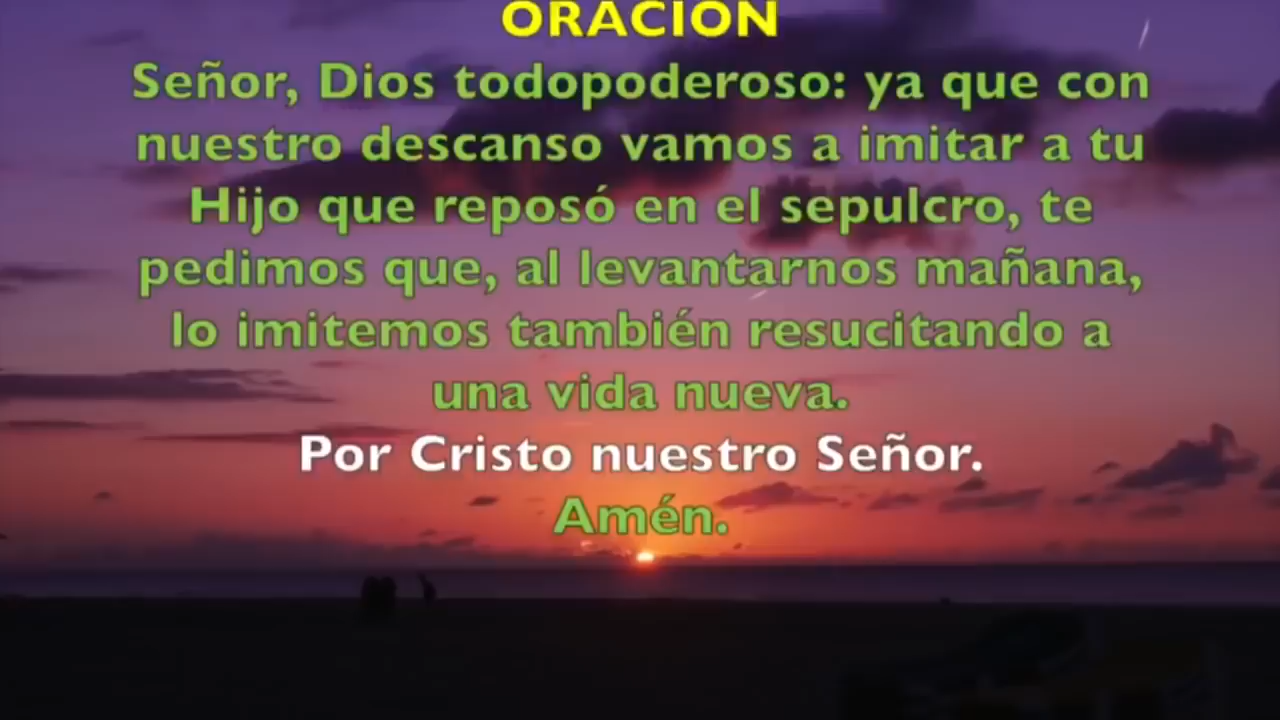 ORACIÓN
Señor, Dios todopoderoso: ya que con
nuestro descanso vamos a imitar a tu
Hijo que reposó en el sepulcro, te
pedimos que, al levantarnos mañana,
lo imitemos también resucitando a
una vida nueva.
Por Cristo nuestro Señor.
Amén.